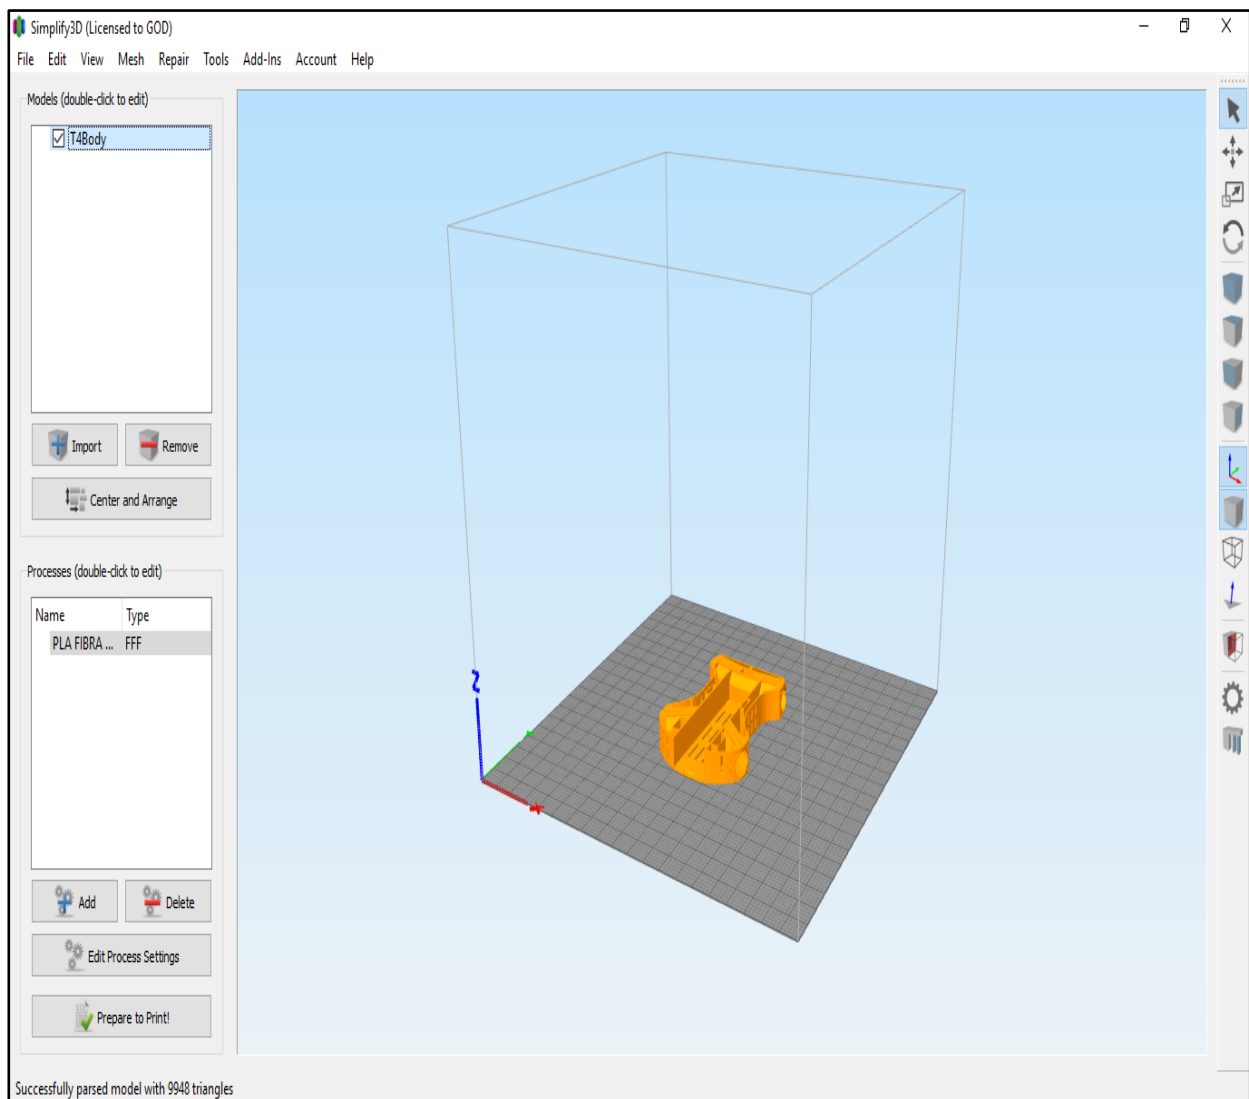 Simplify3D (Licensed to GOD)
File Edit View Mesh Repair Tools Add-Ins Account Help
Models (double-click to edit)
T4Body
Import Remove
Center and Arrange
Processes (double-click to edit)
Name Type
PLA FIBRA ... FFF
Add Delete
Edit Process Settings
Prepare to Print!
Z
X
Successfully parsed model with 9948 triangles